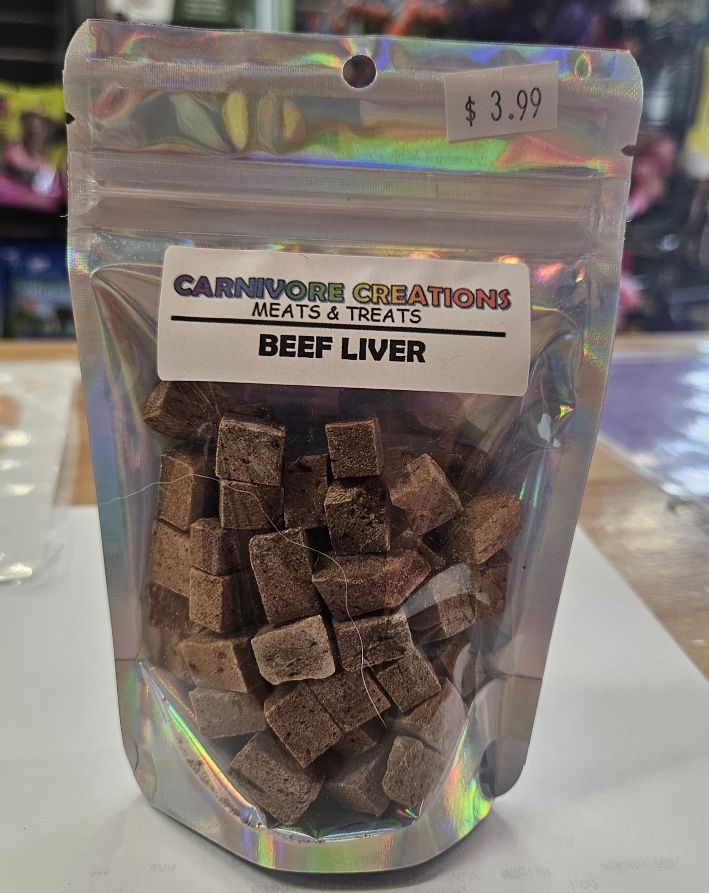 $ 3.99
CARNIVORE CREATIONS
MEATS & TREATS
BEEF LIVER